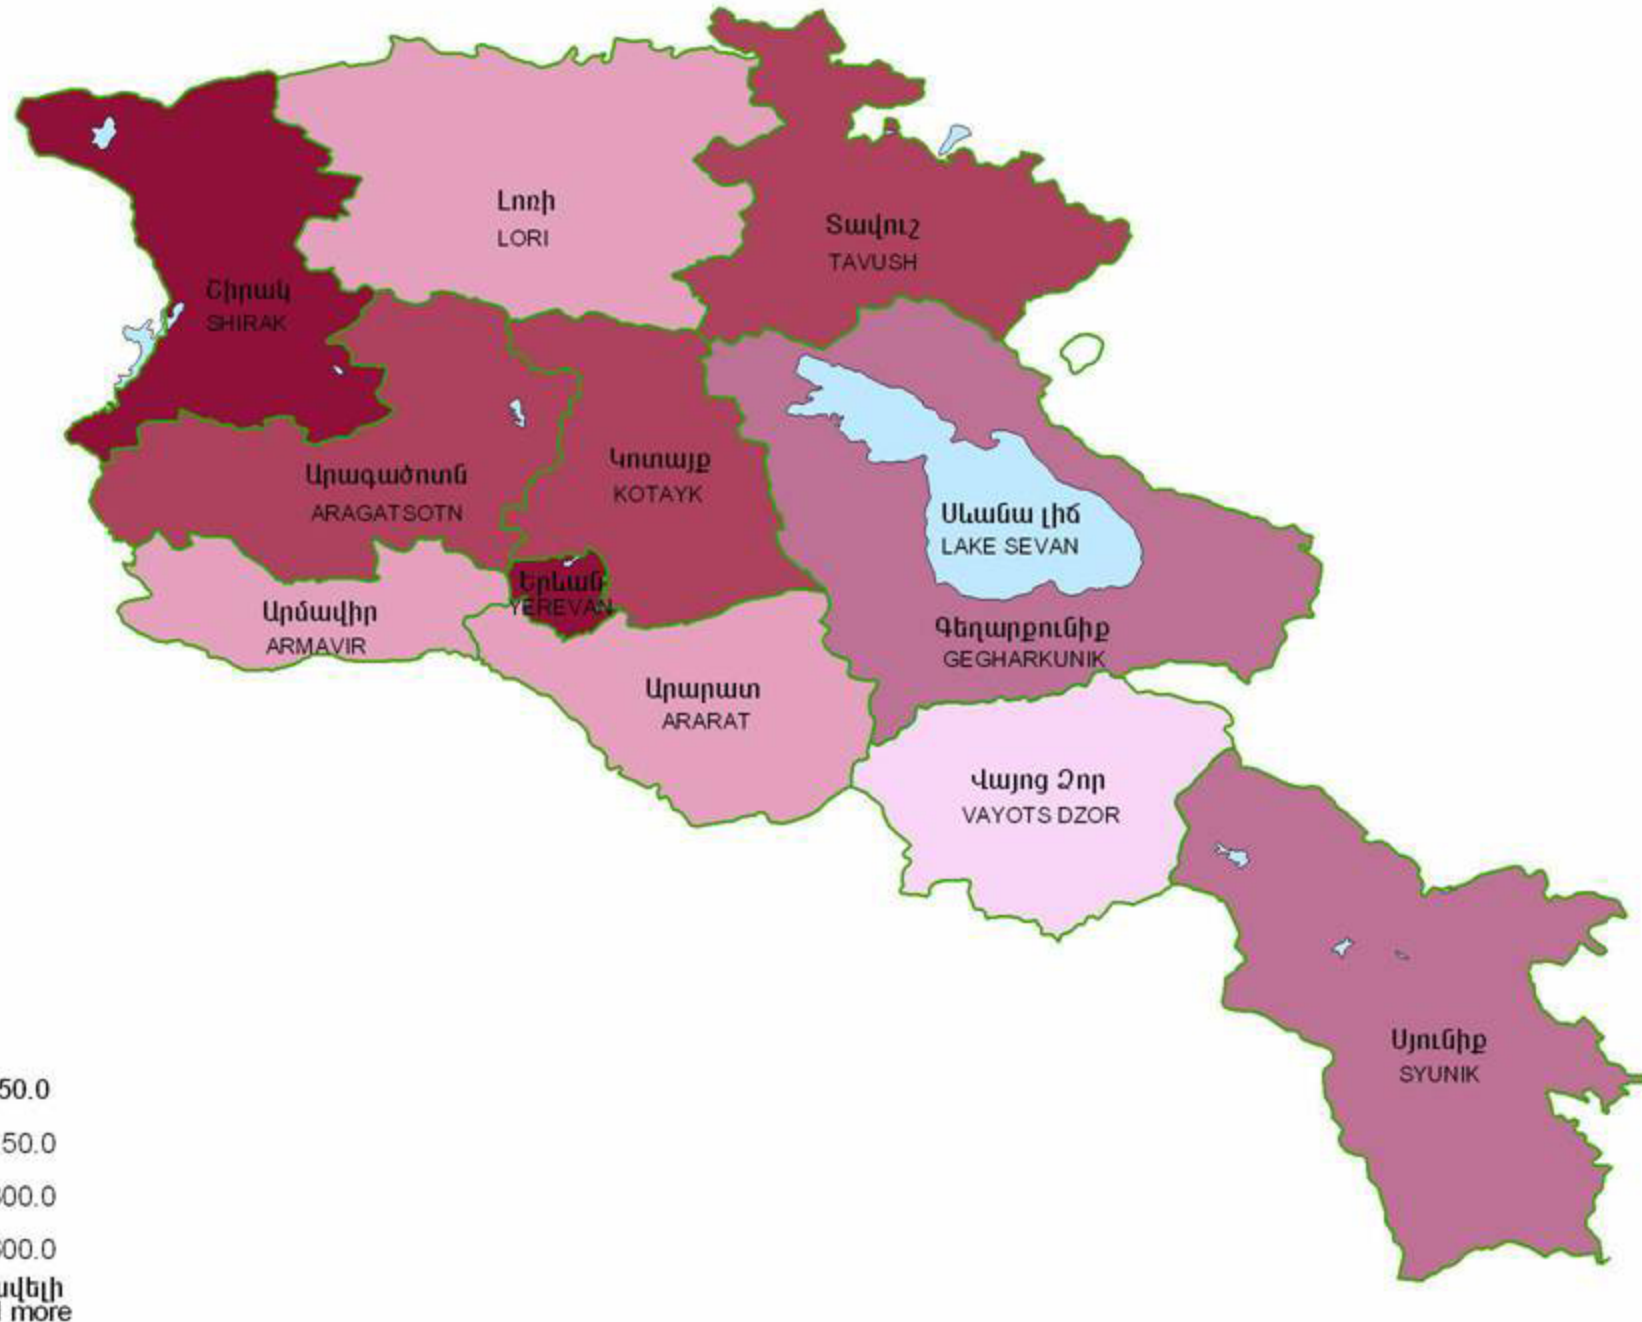 Լոռի
LORI
Տավուշ
TAVUSH
Շիրակ
SHIRAK
Արագածոտն
ARAGATSOTN
Կոտայք
KOTAYK
Սևանա լիճ
LAKE SEVAN
Երևան
YEREVAN
Արմավիր
ARMAVIR
Գեղարքունիք
GEGHARKUNIK
Արարատ
ARARAT
Վայոց Ձոր
VAYOTS DZOR
Սյունիք
SYUNIK
50.0
50.0
00.0
00.0
more